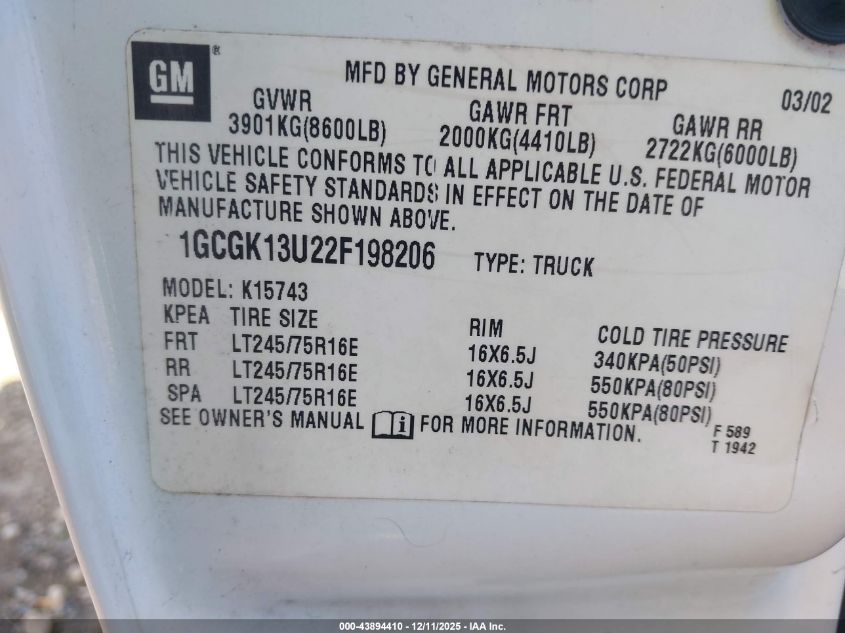 GM ®
MFD BY GENERAL MOTORS CORP 03/02
GVWR GAWR FRT GAWR RR
3901KG(8600LB) 2000KG(4410LB) 2722KG(6000LB)
THIS VEHICLE CONFORMS TO ALL APPLICABLE U.S. FEDERAL MOTOR
VEHICLE SAFETY STANDARDS IN EFFECT ON THE DATE OF
MANUFACTURE SHOWN ABOVE.
1GCGK13U22F198206 TYPE: TRUCK
MODEL: K15743
KPEA TIRE SIZE RIM COLD TIRE PRESSURE
FRT LT245/75R16E 16X6.5J 340KPA(50PSI)
RR LT245/75R16E 16X6.5J 550KPA(80PSI)
SPA LT245/75R16E 16X6.5J 550KPA(80PSI)
SEE OWNER'S MANUAL i FOR MORE INFORMATION. F 589
T 1942
000-43894410 - 12/11/2025 - IAA Inc.